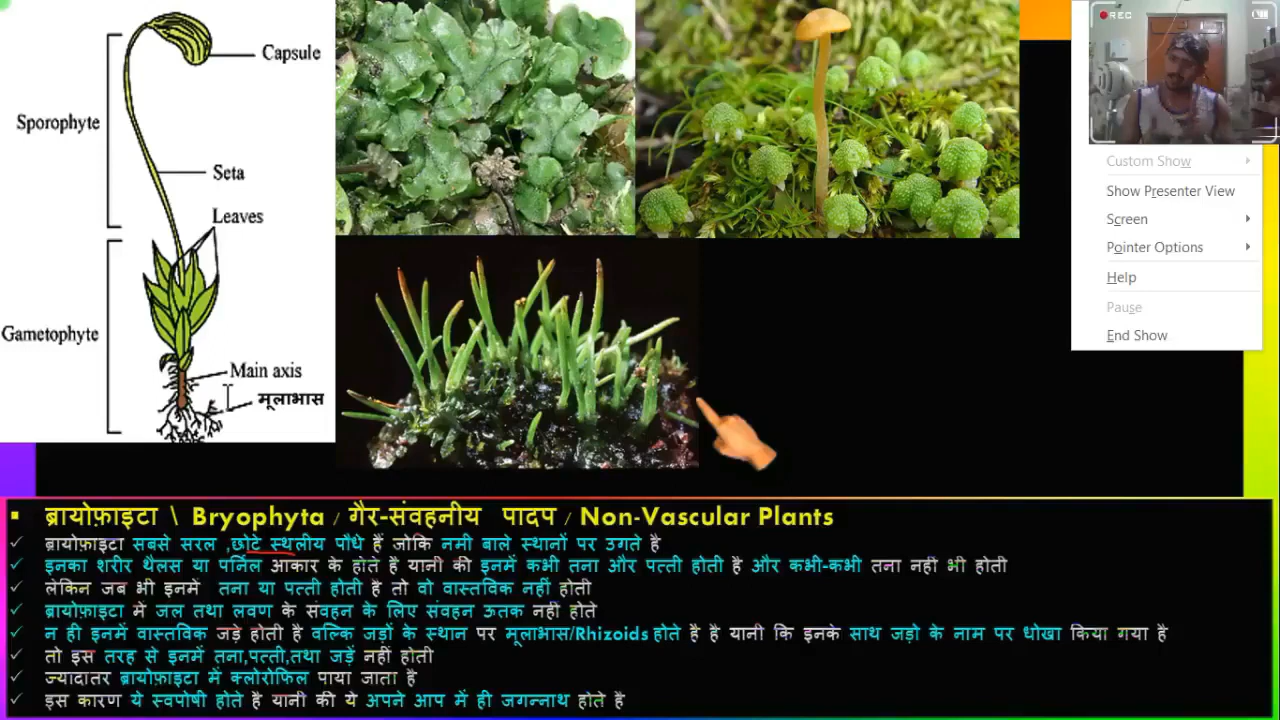 Capsule
Sporophyte
Seta
Leaves
Gametophyte
Main axis
मूलाभास
REC
Custom Show
Show Presenter View
Screen
Pointer Options
Help
Pause
End Show
▪ ब्रायोफ़ाइटा \ Bryophyta / गैर-संवहनीय पादप / Non-Vascular Plants
✓ ब्रायोफ़ाइटा सबसे सरल ,छोटे स्थलीय पौधे हैं जोकि नमी बाले स्थानों पर उगते है
✓ इनका शरीर थैलस या पर्निल आकार के होते है यानी की इनमें कभी तना और पत्ती होती है और कभी-कभी तना नही भी होती
✓ लेकिन जब भी इनमें तना या पत्ती होती है तो वो वास्तविक नहीं होती
✓ ब्रायोफ़ाइटा में जल तथा लवण के संवहन के लिए संवहन ऊतक नही होते
✓ न ही इनमें वास्तविक जड़े होती है वल्कि जड़ों के स्थान पर मूलाभास/Rhizoids होते है है यानी कि इनके साथ जड़ो के नाम पर धोखा किया गया है
✓ तो इस तरह से इनमें तना,पत्ती,तथा जड़ें नहीं होती
✓ ज्यादातर ब्रायोफ़ाइटा में क्लोरोफिल पाया जाता है
✓ इस कारण ये स्वपोषी होते है यानी की ये अपने आप में ही जगन्नाथ होते है